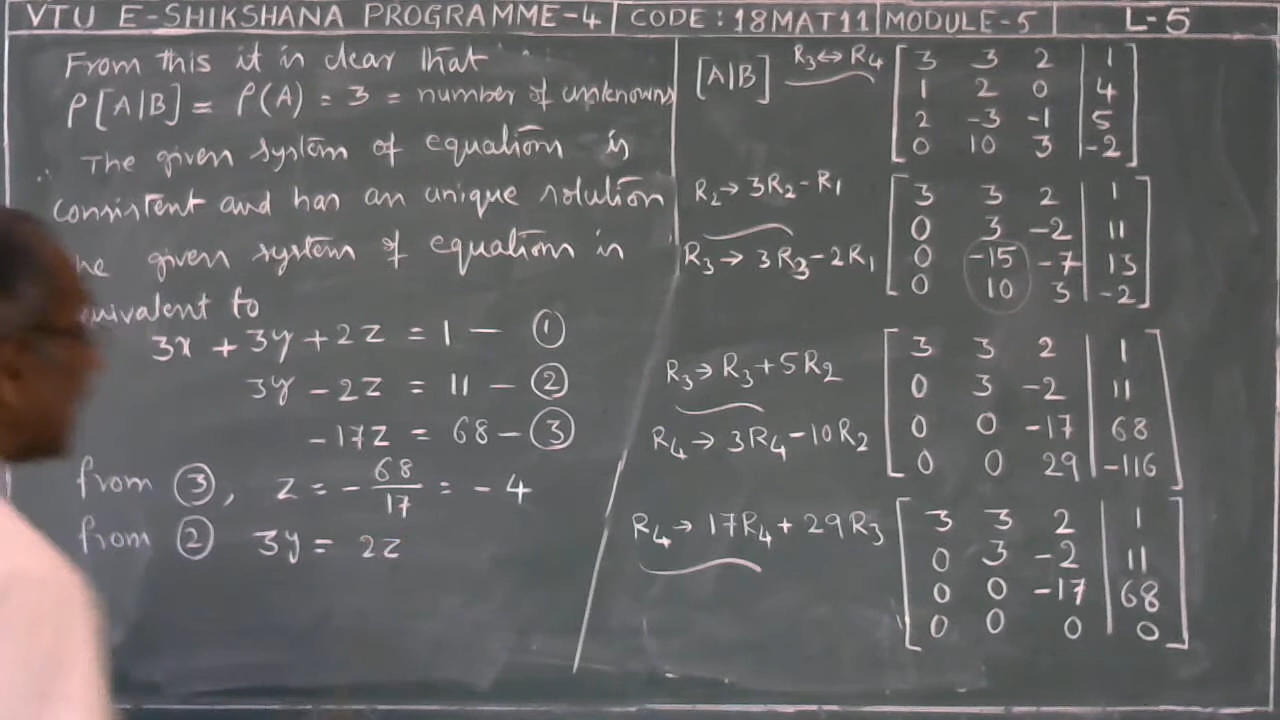 VTU E-SHIKSHANA PROGRAMME-4 | CODE: 18MAT11 | MODULE-5 | L-5
From this it is clear that
ρ[A|B] = ρ(A) = 3 = number of unknowns
∴ The given system of equations is
consistent and has an unique solution
he given system of equations is
quivalent to
3x + 3y + 2z = 1 — ①
3y - 2z = 11 — ②
-17z = 68 — ③
from ③, z = -68/17 = -4
from ② 3y = 2z
[A|B] R3↔R4
3 3 2 | 1
1 2 0 | 4
2 -3 -1 | 5
0 10 3 | -2
R2→3R2-R1
R3→3R3-2R1
3 3 2 | 1
0 3 -2 | 11
0 -15 -7 | 13
0 10 3 | -2
R3→R3+5R2
R4→3R4-10R2
3 3 2 | 1
0 3 -2 | 11
0 0 -17 | 68
0 0 29 | -116
R4→17R4+29R3
3 3 2 | 1
0 3 -2 | 11
0 0 -17 | 68
0 0 0 | 0